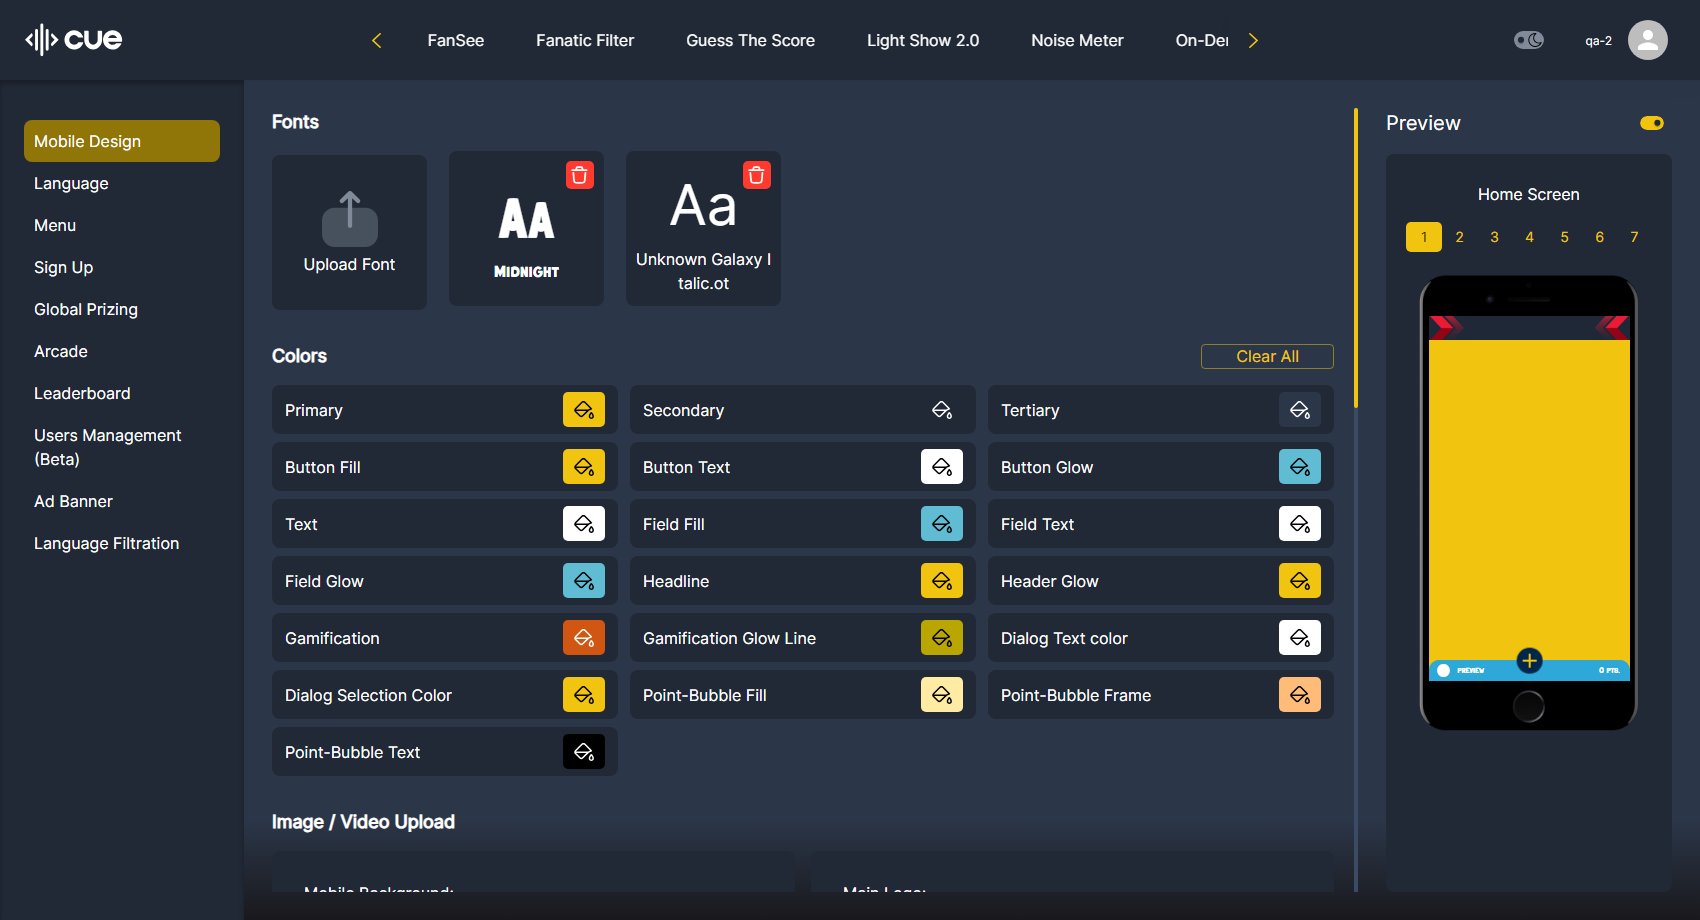 cue
FanSee
Fanatic Filter
Guess The Score
Light Show 2.0
Noise Meter
On-De
qa-2
Mobile Design
Language
Menu
Sign Up
Global Prizing
Arcade
Leaderboard
Users Management
(Beta)
Ad Banner
Language Filtration
Fonts
Upload Font
AA
MIDNIGHT
Aa
Unknown Galaxy I
talic.ot
Colors
Clear All
Primary
Secondary
Tertiary
Button Fill
Button Text
Button Glow
Text
Field Fill
Field Text
Field Glow
Headline
Header Glow
Gamification
Gamification Glow Line
Dialog Text color
Dialog Selection Color
Point-Bubble Fill
Point-Bubble Frame
Point-Bubble Text
Image / Video Upload
Mobile Background:
Main Logo:
Preview
Home Screen
1 2 3 4 5 6 7
PREVIEW
0 PTS.